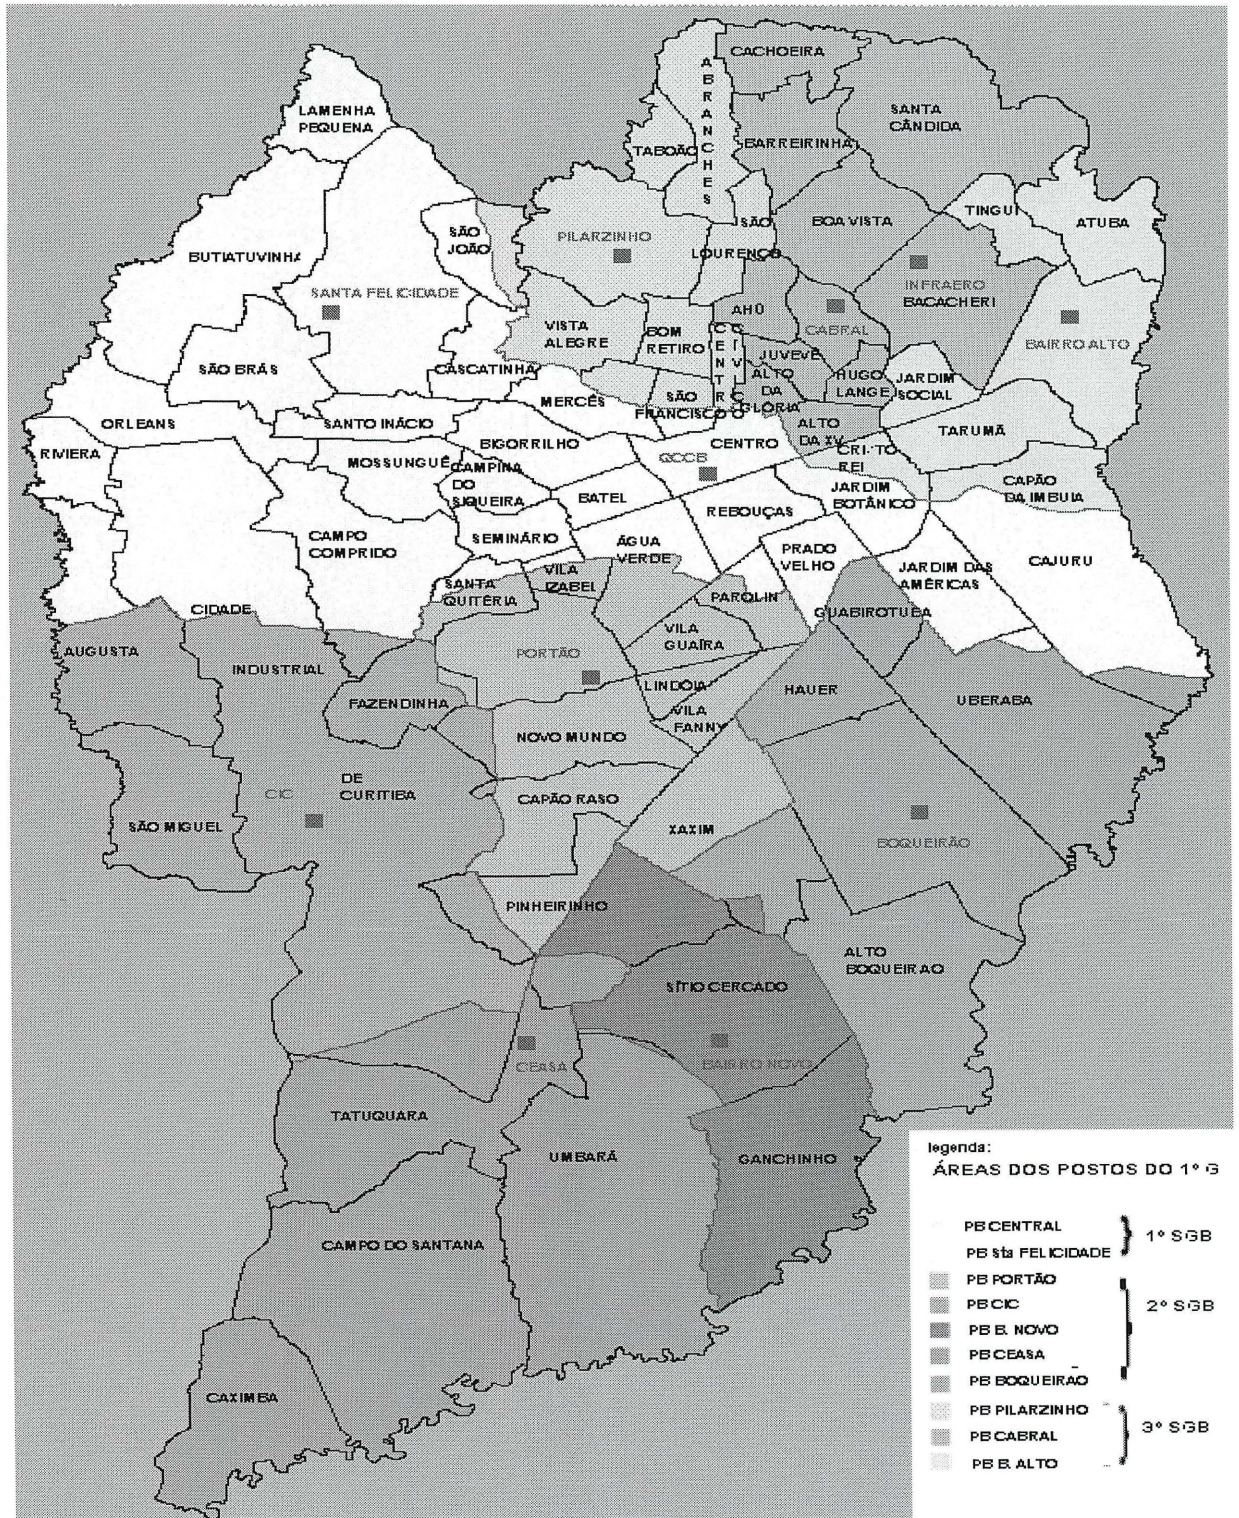 CACHOEIRA
ABRANCHES
LAMENHA
PEQUENA
SANTA
CÂNDIDA
TABOÃO
BARREIRINHA
SÃO
JOÃO
PILARZINHO
SÃO
LOURENÇO
BOA VISTA
TINGUI
ATUBA
BUTIATUVINHA
SANTA FELICIDADE
INFRAERO
BACACHERI
AHÚ
CABRAL
VISTA
ALEGRE
BOM
RETIRO
CENTRO
CIVICO
JUVEVÊ
BAIRRO ALTO
SÃO BRÁS
CASCATINHA
ALTO
DA
GLÓRIA
HUGO
LANGE
JARDIM
SOCIAL
MERCÊS
SÃO
FRANCISCO
ORLEANS
SANTO INÁCIO
BIGORRILHO
CENTRO
ALTO
DA XV
TARUMÃ
RIVIERA
MOSSUNGUÊ
CAMPINA
DO
SIQUEIRA
QCCB
REI
BATEL
REBOUÇAS
JARDIM
BOTÂNICO
CAPÃO
DA IMBUIA
CAMPO
COMPRIDO
SEMINÁRIO
ÁGUA
VERDE
PRADO
VELHO
JARDIM DAS
AMÉRICAS
CAJURU
SANTA
QUITÉRIA
VILA
IZABEL
PAROLIN
GUABIROTUBA
CIDADE
AUGUSTA
INDUSTRIAL
PORTÃO
VILA
GUAÍRA
LINDÓIA
HAUER
UBERABA
FAZENDINHA
VILA
FANNY
NOVO MUNDO
DE
CURITIBA
CIC
CAPÃO RASO
SÃO MIGUEL
XAXIM
BOQUEIRÃO
PINHEIRINHO
ALTO
BOQUEIRAO
SÍTIO CERCADO
CEASA
BAIRRO NOVO
TATUQUARA
UMBARÁ
GANCHINHO
CAMPO DO SANTANA
CAXIMBA
legenda:
ÁREAS DOS POSTOS DO 1º G
PB CENTRAL
PB Sta FELICIDADE
1º SGB
PB PORTÃO
PB CIC
PB B. NOVO
PB CEASA
PB BOQUEIRÃO
2º SGB
PB PILARZINHO
PB CABRAL
PB B. ALTO
3º SGB